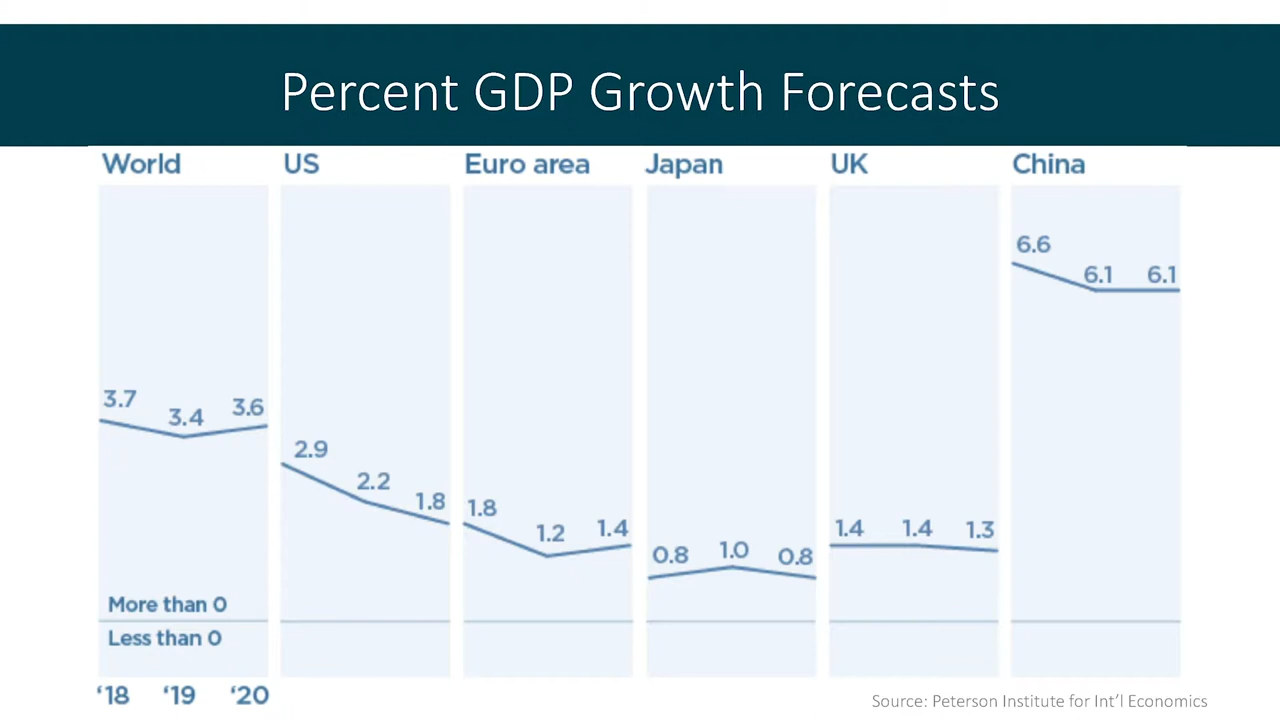 Percent GDP Growth Forecasts
World
US
Euro area
Japan
UK
China
3.7
3.4
3.6
2.9
2.2
1.8
1.8
1.2
1.4
0.8
1.0
0.8
1.4
1.4
1.3
6.6
6.1
6.1
More than 0
Less than 0
‘18 ‘19 ‘20
Source: Peterson Institute for Int’l Economics